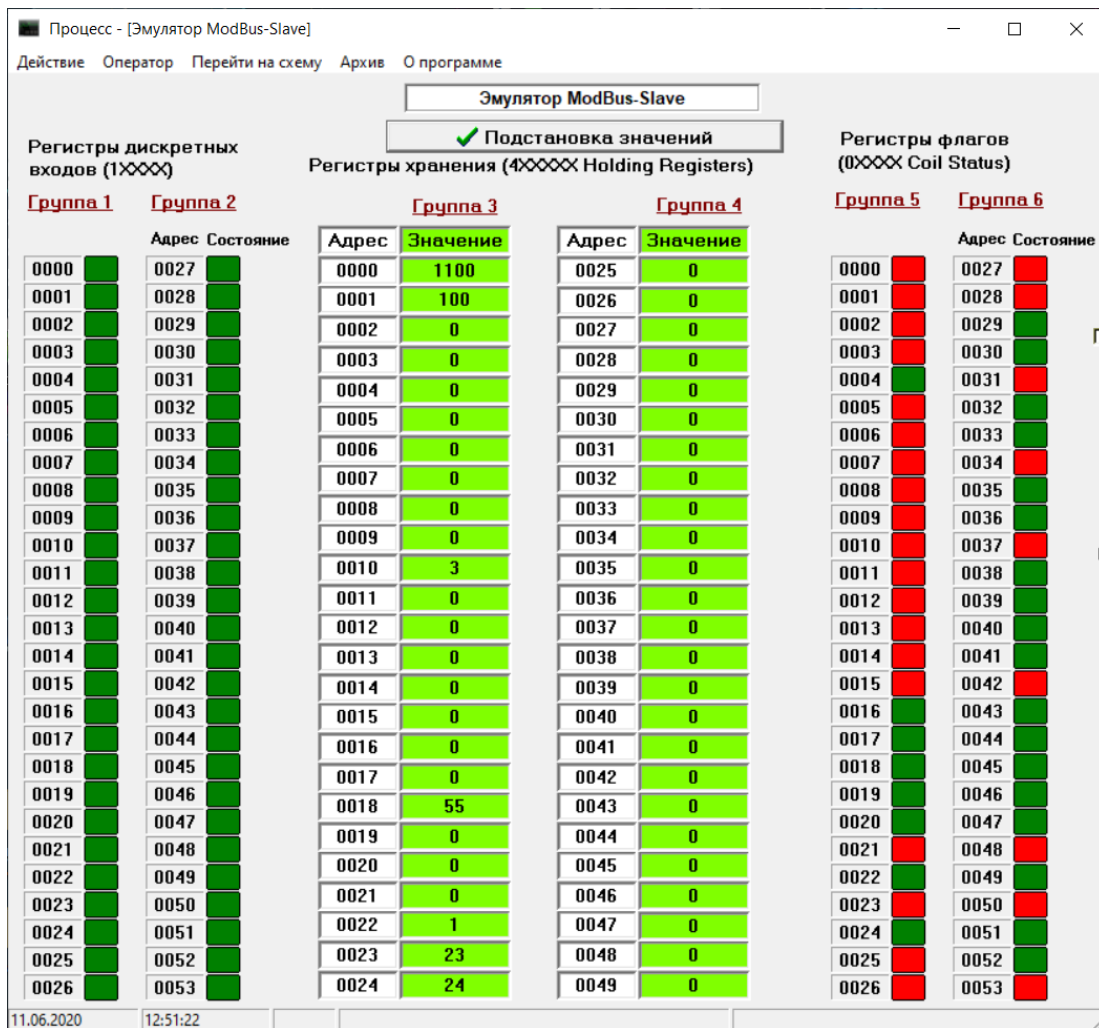 Процесс - [Эмулятор ModBus-Slave]
Действие Оператор Перейти на схему Архив О программе
Эмулятор ModBus-Slave
Подстановка значений
Регистры дискретных
входов (1XXXX)
Регистры хранения (4XXXXX Holding Registers)
Регистры флагов
(0XXXX Coil Status)
Группа 1 Группа 2 Группа 3 Группа 4 Группа 5 Группа 6
Адрес Состояние Адрес Значение Адрес Значение Адрес Состояние
0000 0027 0000 1100 0025 0 0000 0027
0001 0028 0001 100 0026 0 0001 0028
0002 0029 0002 0 0027 0 0002 0029
0003 0030 0003 0 0028 0 0003 0030
0004 0031 0004 0 0029 0 0004 0031
0005 0032 0005 0 0030 0 0005 0032
0006 0033 0006 0 0031 0 0006 0033
0007 0034 0007 0 0032 0 0007 0034
0008 0035 0008 0 0033 0 0008 0035
0009 0036 0009 0 0034 0 0009 0036
0010 0037 0010 3 0035 0 0010 0037
0011 0038 0011 0 0036 0 0011 0038
0012 0039 0012 0 0037 0 0012 0039
0013 0040 0013 0 0038 0 0013 0040
0014 0041 0014 0 0039 0 0014 0041
0015 0042 0015 0 0040 0 0015 0042
0016 0043 0016 0 0041 0 0016 0043
0017 0044 0017 0 0042 0 0017 0044
0018 0045 0018 55 0043 0 0018 0045
0019 0046 0019 0 0044 0 0019 0046
0020 0047 0020 0 0045 0 0020 0047
0021 0048 0021 0 0046 0 0021 0048
0022 0049 0022 1 0047 0 0022 0049
0023 0050 0023 23 0048 0 0023 0050
0024 0051 0024 24 0049 0 0024 0051
0025 0052 0025 0052
0026 0053 0026 0053
11.06.2020 12:51:22